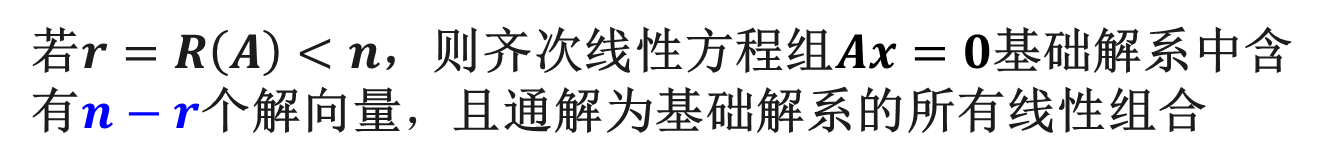 若r = R(A) < n，则齐次线性方程组Ax = 0基础解系中含
有n − r个解向量，且通解为基础解系的所有线性组合